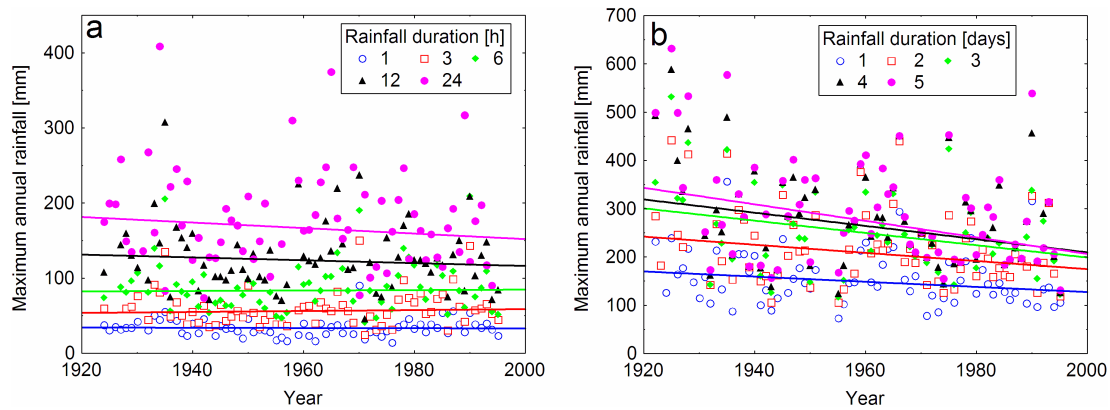 a
Rainfall duration [h]
1 3 6
12 24
Maximum annual rainfall [mm]
400
300
200
100
0
1920 1940 1960 1980 2000
Year
b
Rainfall duration [days]
1 2 3
4 5
Maximum annual rainfall [mm]
700
600
500
400
300
200
100
0
1920 1940 1960 1980 2000
Year